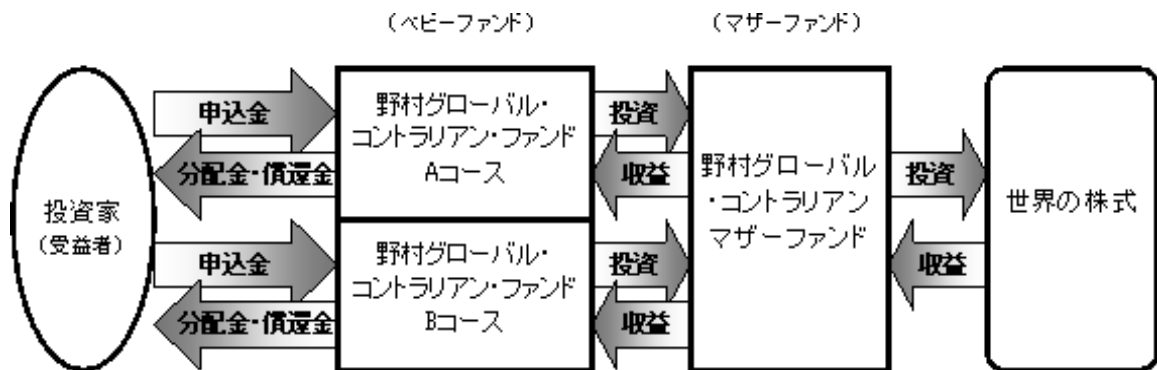 （ベビーファンド）
（マザーファンド）
投資家
（受益者）
申込金
分配金・償還金
申込金
分配金・償還金
野村グローバル・
コントラリアン・ファンド
Aコース
野村グローバル・
コントラリアン・ファンド
Bコース
投資
収益
投資
収益
野村グローバル
・コントラリアン
マザーファンド
投資
収益
世界の株式